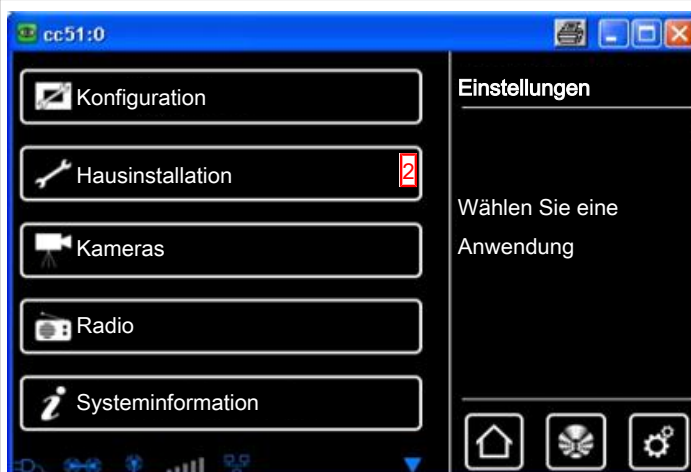 cc51:0
Konfiguration
Hausinstallation 2
Kameras
Radio
Systeminformation
Einstellungen
Wählen Sie eine
Anwendung